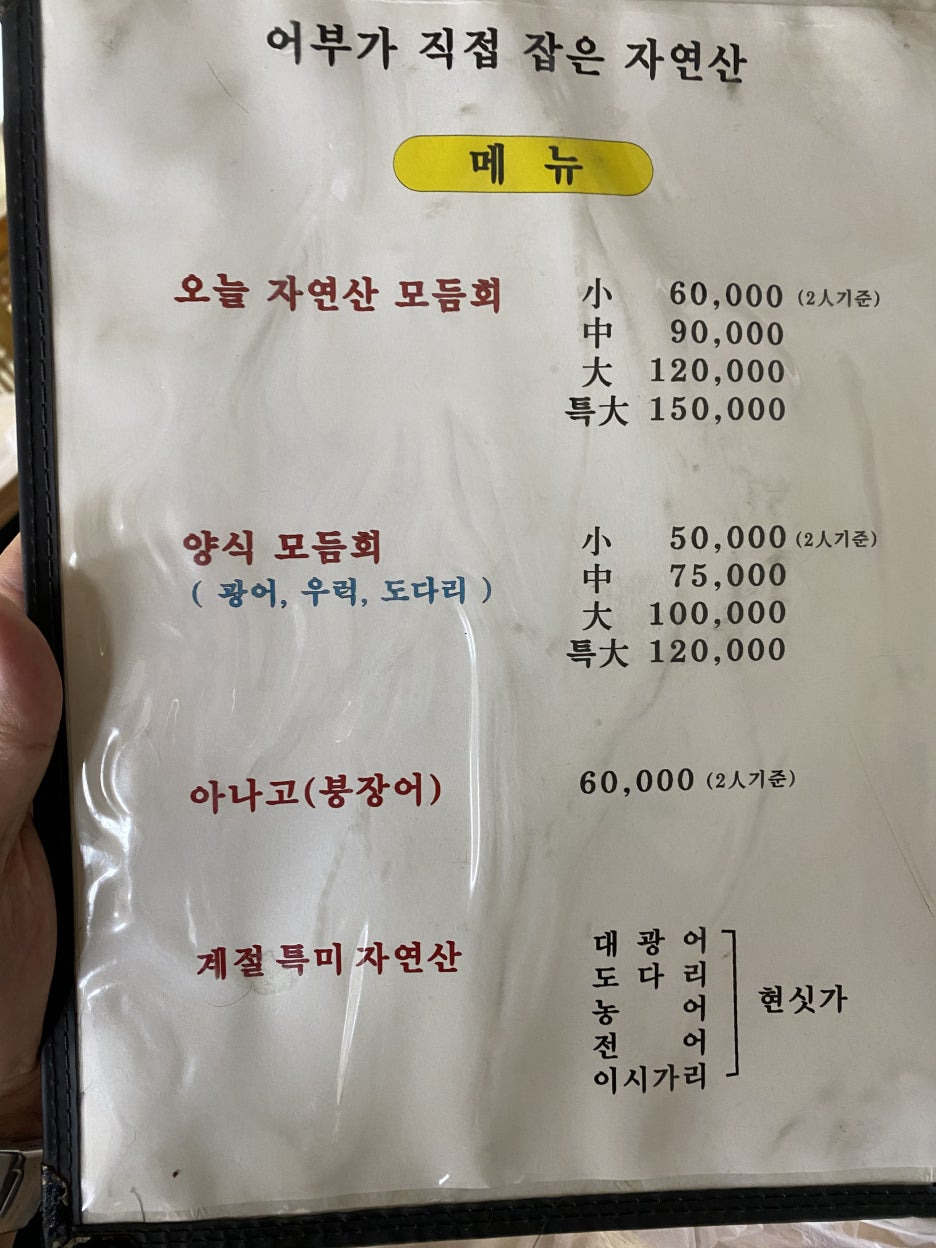 어부가 직접 잡은 자연산
메 뉴
오늘 자연산 모듬회 小 60,000 (2人기준)
中 90,000
大 120,000
특大 150,000
양식 모듬회 小 50,000 (2人기준)
( 광어, 우럭, 도다리 ) 中 75,000
大 100,000
특大 120,000
아나고(붕장어) 60,000 (2人기준)
계절 특미 자연산 대 광 어
도 다 리
농 어 현싯가
전 어
이시가리